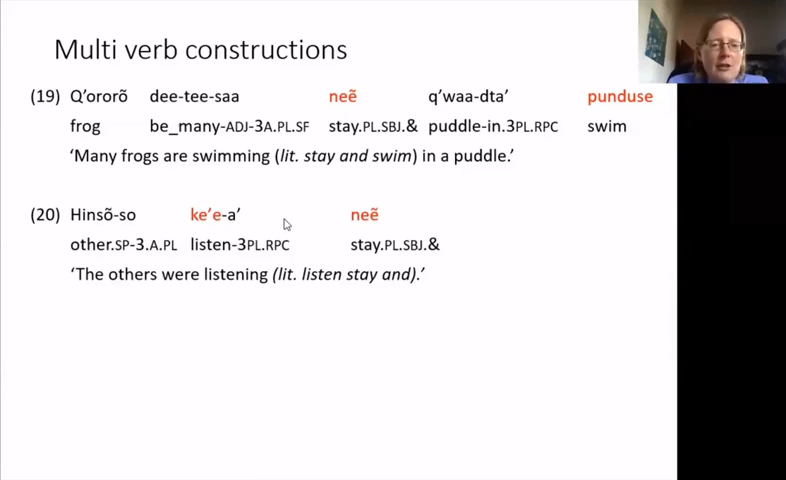 Multi verb constructions
(19) Q'ororõ dee-tee-saa neẽ q'waa-dta' punduse
frog be_many-ADJ-3A.PL.SF stay.PL.SBJ.& puddle-in.3PL.RPC swim
'Many frogs are swimming (lit. stay and swim) in a puddle.'
(20) Hinsõ-so ke'e-a' neẽ
other.SP-3.A.PL listen-3PL.RPC stay.PL.SBJ.&
'The others were listening (lit. listen stay and).'